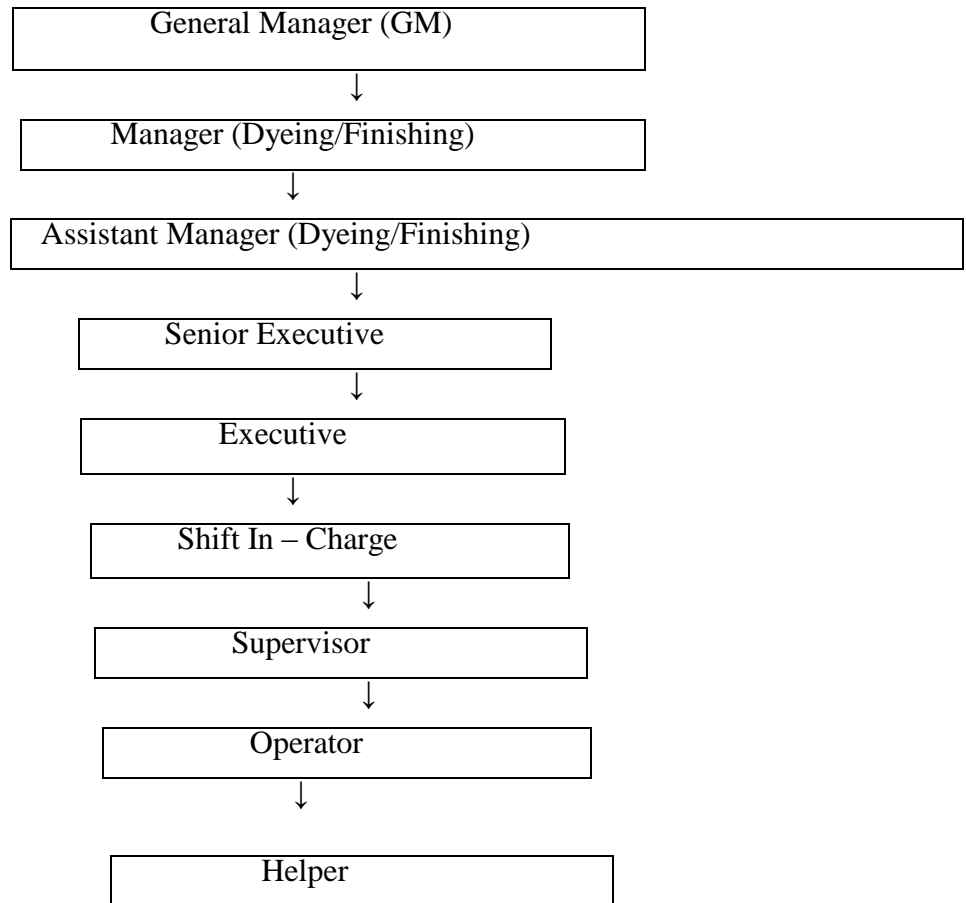 General Manager (GM)
↓
Manager (Dyeing/Finishing)
↓
Assistant Manager (Dyeing/Finishing)
↓
Senior Executive
↓
Executive
↓
Shift In – Charge
↓
Supervisor
↓
Operator
↓
Helper